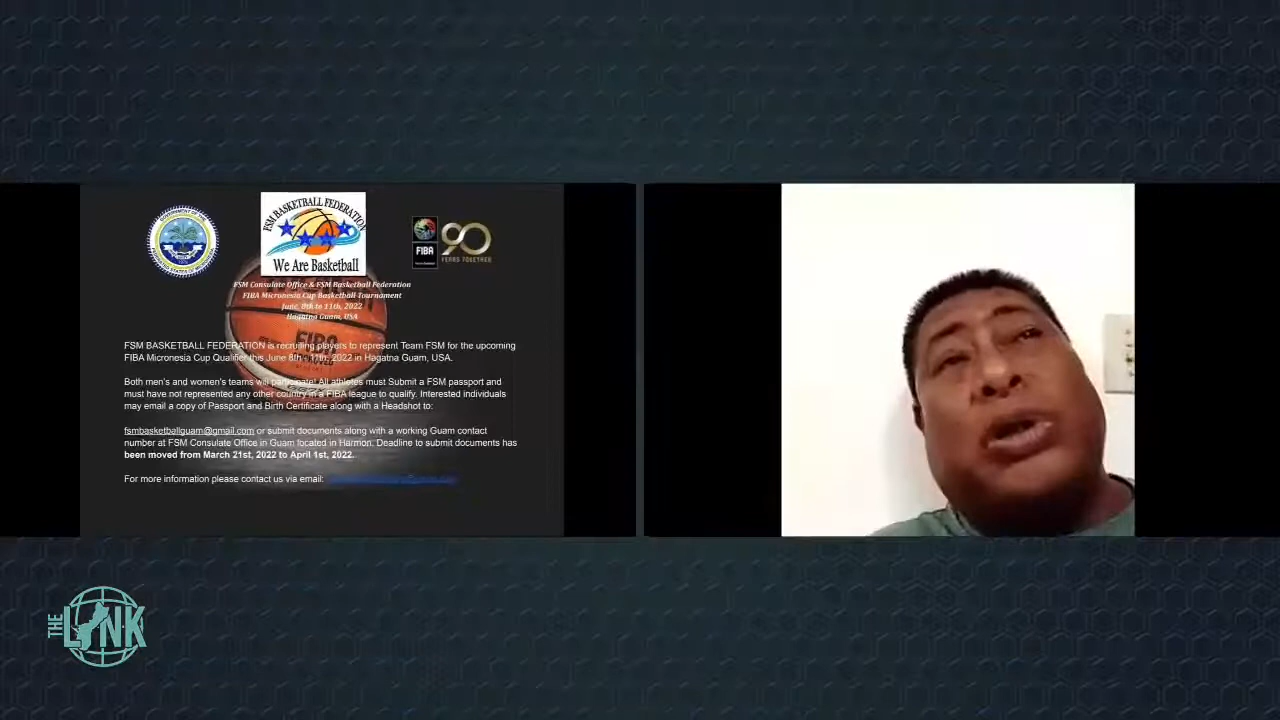 FSM BASKETBALL FEDERATION
We Are Basketball
FIBA
90
YEARS TOGETHER
FSM Consulate Office & FSM Basketball Federation
FIBA Micronesia Cup Basketball Tournament
June, 8th to 11th, 2022
Hagatna Guam, USA
FSM BASKETBALL FEDERATION is recruiting players to represent Team FSM for the upcoming
FIBA Micronesia Cup Qualifier this June 8th - 11th, 2022 in Hagatna Guam, USA.
Both men's and women's teams will participate! All athletes must Submit a FSM passport and
must have not represented any other country in a FIBA league to qualify. Interested individuals
may email a copy of Passport and Birth Certificate along with a Headshot to:
fsmbasketballguam@gmail.com or submit documents along with a working Guam contact
number at FSM Consulate Office in Guam located in Harmon. Deadline to submit documents has
been moved from March 21st, 2022 to April 1st, 2022.
For more information please contact us via email:
THE LINK